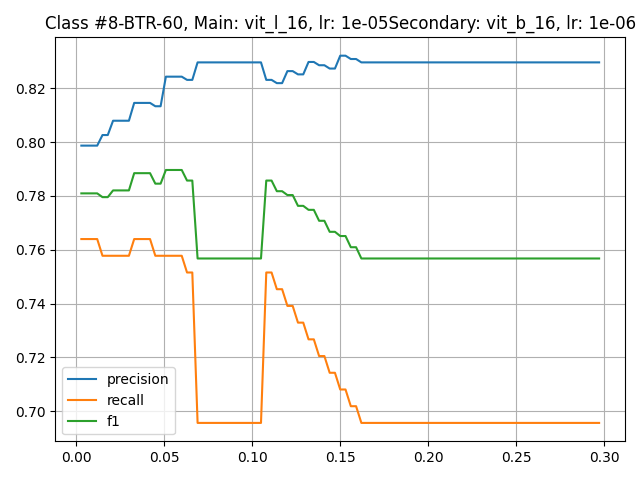 Class #8-BTR-60, Main: vit_l_16, lr: 1e-05Secondary: vit_b_16, lr: 1e-06
0.82
0.80
0.78
0.76
0.74
0.72
0.70
precision
recall
f1
0.00 0.05 0.10 0.15 0.20 0.25 0.30